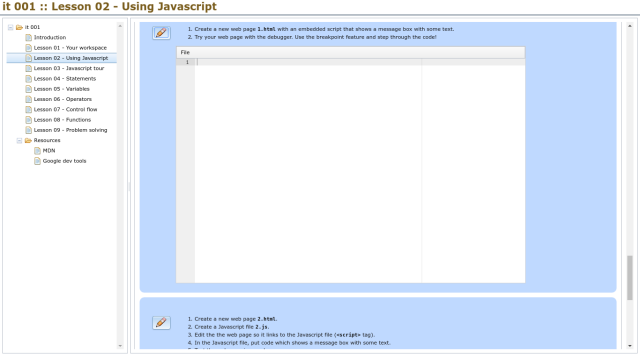 it 001 :: Lesson 02 - Using Javascript
it 001
Introduction
Lesson 01 - Your workspace
Lesson 02 - Using Javascript
Lesson 03 - Javascript tour
Lesson 04 - Statements
Lesson 05 - Variables
Lesson 06 - Operators
Lesson 07 - Control flow
Lesson 08 - Functions
Lesson 09 - Problem solving
Resources
MDN
Google dev tools
1. Create a new web page 1.html with an embedded script that shows a message box with some text.
2. Try your web page with the debugger. Use the breakpoint feature and step through the code!
File
1
1. Create a new web page 2.html.
2. Create a Javascript file 2.js.
3. Edit the the web page so it links to the Javascript file (<script> tag).
4. In the Javascript file, put code which shows a message box with some text.